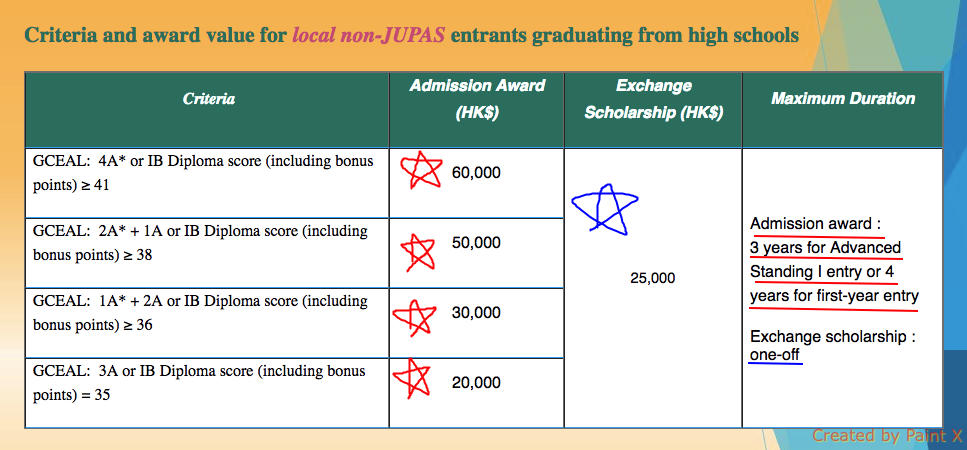 Criteria and award value for local non-JUPAS entrants graduating from high schools
Criteria
Admission Award
(HK$)
Exchange
Scholarship (HK$)
Maximum Duration
GCEAL: 4A* or IB Diploma score (including bonus
points) ≥ 41
60,000
GCEAL: 2A* + 1A or IB Diploma score (including
bonus points) ≥ 38
50,000
GCEAL: 1A* + 2A or IB Diploma score (including
bonus points) ≥ 36
30,000
GCEAL: 3A or IB Diploma score (including bonus
points) = 35
20,000
25,000
Admission award :
3 years for Advanced
Standing I entry or 4
years for first-year entry
Exchange scholarship :
one-off
Created by Paint X